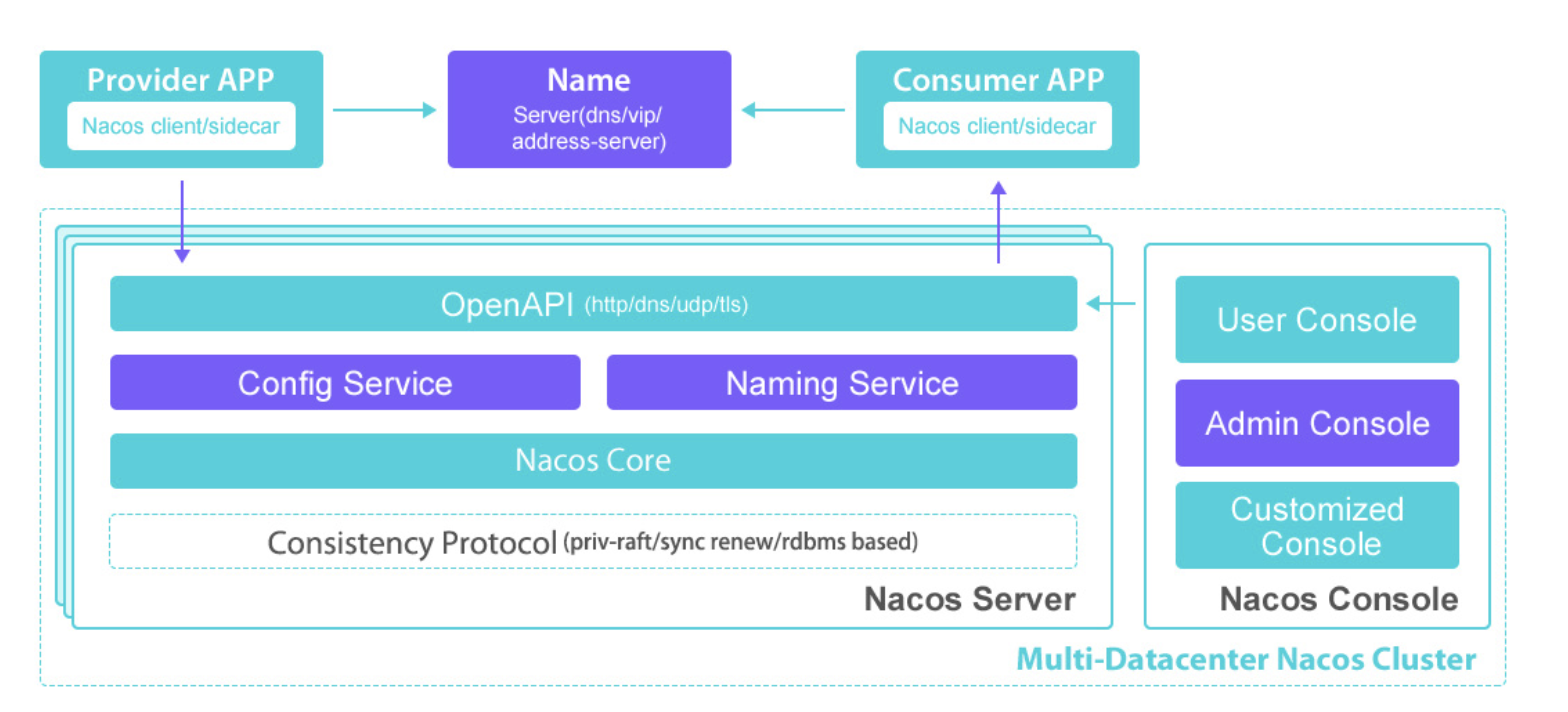 Provider APP
Nacos client/sidecar
Name
Server(dns/vip/
address-server)
Consumer APP
Nacos client/sidecar
OpenAPI (http/dns/udp/tls)
Config Service
Naming Service
Nacos Core
Consistency Protocol (priv-raft/sync renew/rdbms based)
Nacos Server
User Console
Admin Console
Customized
Console
Nacos Console
Multi-Datacenter Nacos Cluster